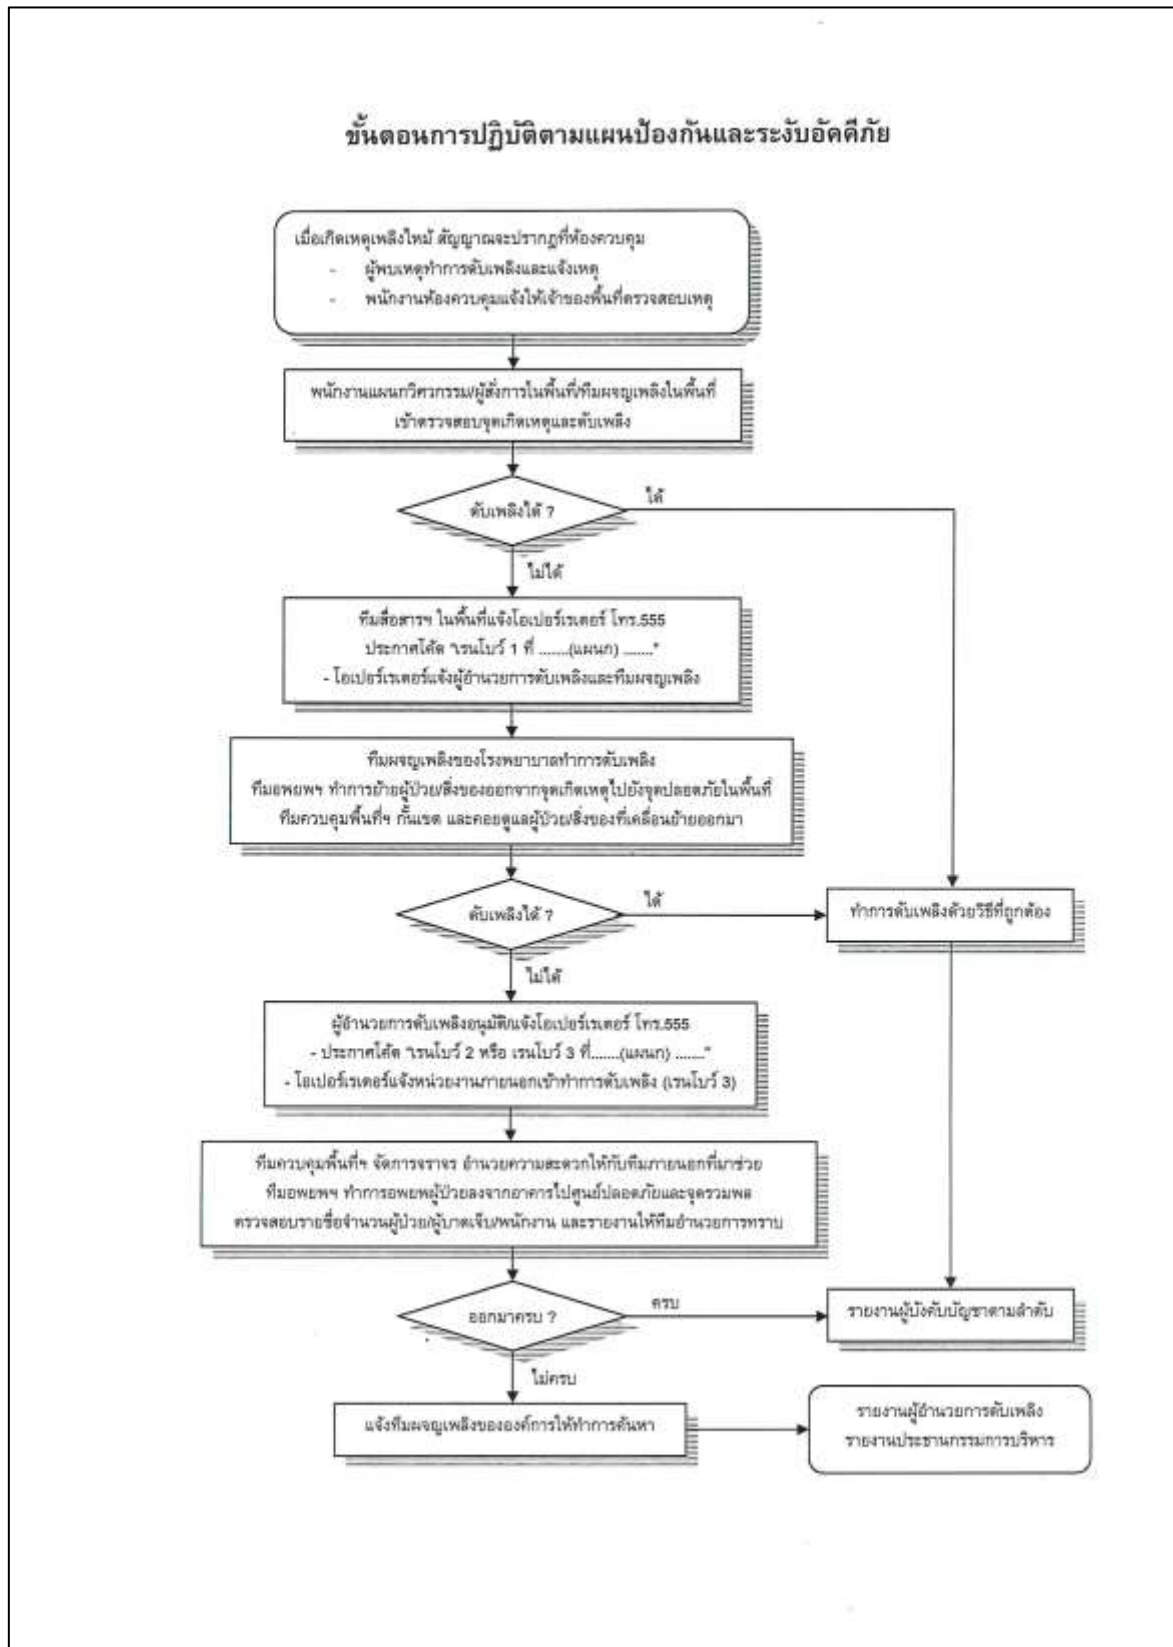 ขั้นตอนการปฏิบัติตามแผนป้องกันและระงับอัคคีภัย
เมื่อเกิดเหตุเพลิงไหม้ สัญญาณจะปรากฏที่ห้องควบคุม
- ผู้พบเหตุทำการดับเพลิงและแจ้งเหตุ
- พนักงานห้องควบคุมแจ้งให้เจ้าของพื้นที่ตรวจสอบเหตุ
พนักงานแผนกวิศวกรรม/ผู้สั่งการในพื้นที่/ทีมผจญเพลิงในพื้นที่
เข้าตรวจสอบจุดเกิดเหตุและดับเพลิง
ดับเพลิงได้ ?
ได้
ไม่ได้
ทีมสื่อสารฯ ในพื้นที่แจ้งโอเปอร์เรเตอร์ โทร.555
ประกาศโค้ด "เรนโบว์ 1 ที่ .......(แผนก) ......."
- โอเปอร์เรเตอร์แจ้งผู้อำนวยการดับเพลิงและทีมผจญเพลิง
ทีมผจญเพลิงของโรงพยาบาลทำการดับเพลิง
ทีมอพยพฯ ทำการย้ายผู้ป่วย/สิ่งของออกจากจุดเกิดเหตุไปยังจุดปลอดภัยในพื้นที่
ทีมควบคุมพื้นที่ฯ กั้นเขต และคอยดูแลผู้ป่วย/สิ่งของที่เคลื่อนย้ายออกมา
ดับเพลิงได้ ?
ได้
ทำการดับเพลิงด้วยวิธีที่ถูกต้อง
ไม่ได้
ผู้อำนวยการดับเพลิงอนุมัติ/แจ้งโอเปอร์เรเตอร์ โทร.555
- ประกาศโค้ด "เรนโบว์ 2 หรือ เรนโบว์ 3 ที่.......(แผนก) ......."
- โอเปอร์เรเตอร์แจ้งหน่วยงานภายนอกเข้าทำการดับเพลิง (เรนโบว์ 3)
ทีมควบคุมพื้นที่ฯ จัดการจราจร อำนวยความสะดวกให้กับทีมภายนอกที่มาช่วย
ทีมอพยพฯ ทำการอพยพผู้ป่วยลงจากอาคารไปศูนย์ปลอดภัยและจุดรวมพล
ตรวจสอบรายชื่อจำนวนผู้ป่วย/ผู้บาดเจ็บ/พนักงาน และรายงานให้ทีมอำนวยการทราบ
ออกมาครบ ?
ครบ
รายงานผู้บังคับบัญชาตามลำดับ
ไม่ครบ
แจ้งทีมผจญเพลิงขององค์การให้ทำการค้นหา
รายงานผู้อำนวยการดับเพลิง
รายงานประธานกรรมการบริหาร